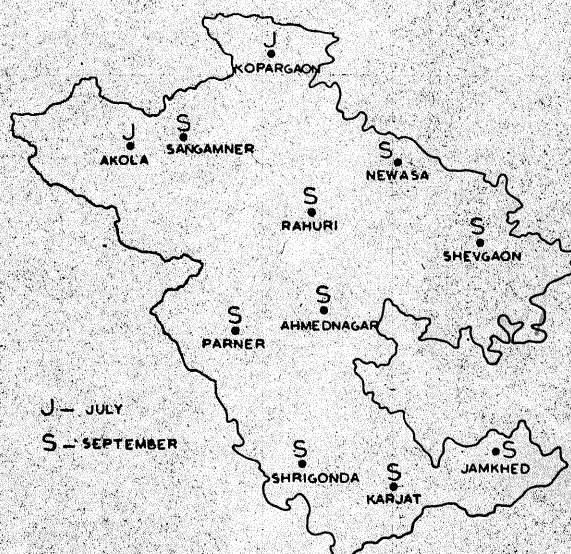 J
KOPARGAON
J
AKOLA
S
SANGAMNER
S
NEWASA
S
RAHURI
S
SHEVGAON
S
AHMEDNAGAR
S
PARNER
J – JULY
S – SEPTEMBER
S
SHRIGONDA
S
KARJAT
S
JAMKHED